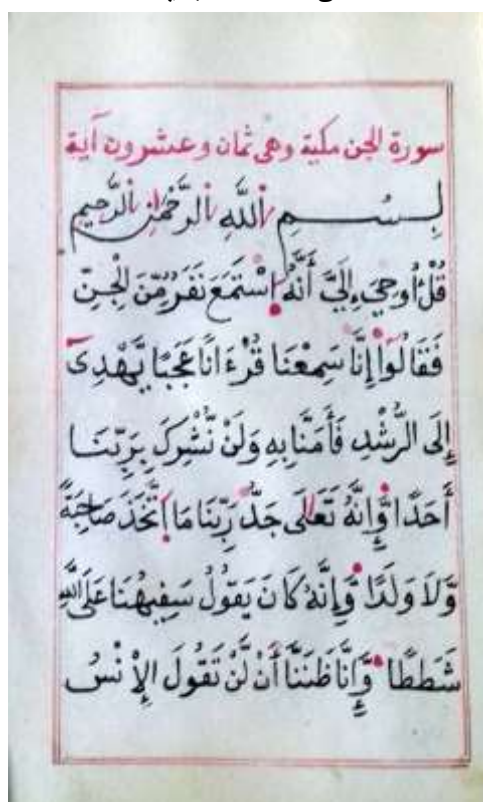 سورة الجن مكية وهى ثمان وعشرون آية
بِسْمِ اللَّهِ الرَّحْمَٰنِ الرَّحِيمِ
قُلْ أُوحِيَ إِلَيَّ أَنَّهُ اسْتَمَعَ نَفَرٌ مِّنَ الْجِنِّ
فَقَالُوا إِنَّا سَمِعْنَا قُرْءَانًا عَجَبًا يَّهْدِىٓ
إِلَى الرُّشْدِ فَأَمَنَّا بِهِ وَلَنْ نُّشْرِكَ بِرَبِّنَا
أَحَدًا وَّإِنَّهُ تَعَالَى جَدُّ رَبِّنَا مَا اتَّخَذَ صَاحِبَةً
وَّلَا وَلَدًا وَّإِنَّهُ كَانَ يَقُولُ سَفِيهُنَا عَلَى اللَّهِ
شَطَطًا وَّإِنَّا ظَنَنَّا أَنْ لَّنْ تَقُولَ الْإِنْسُ